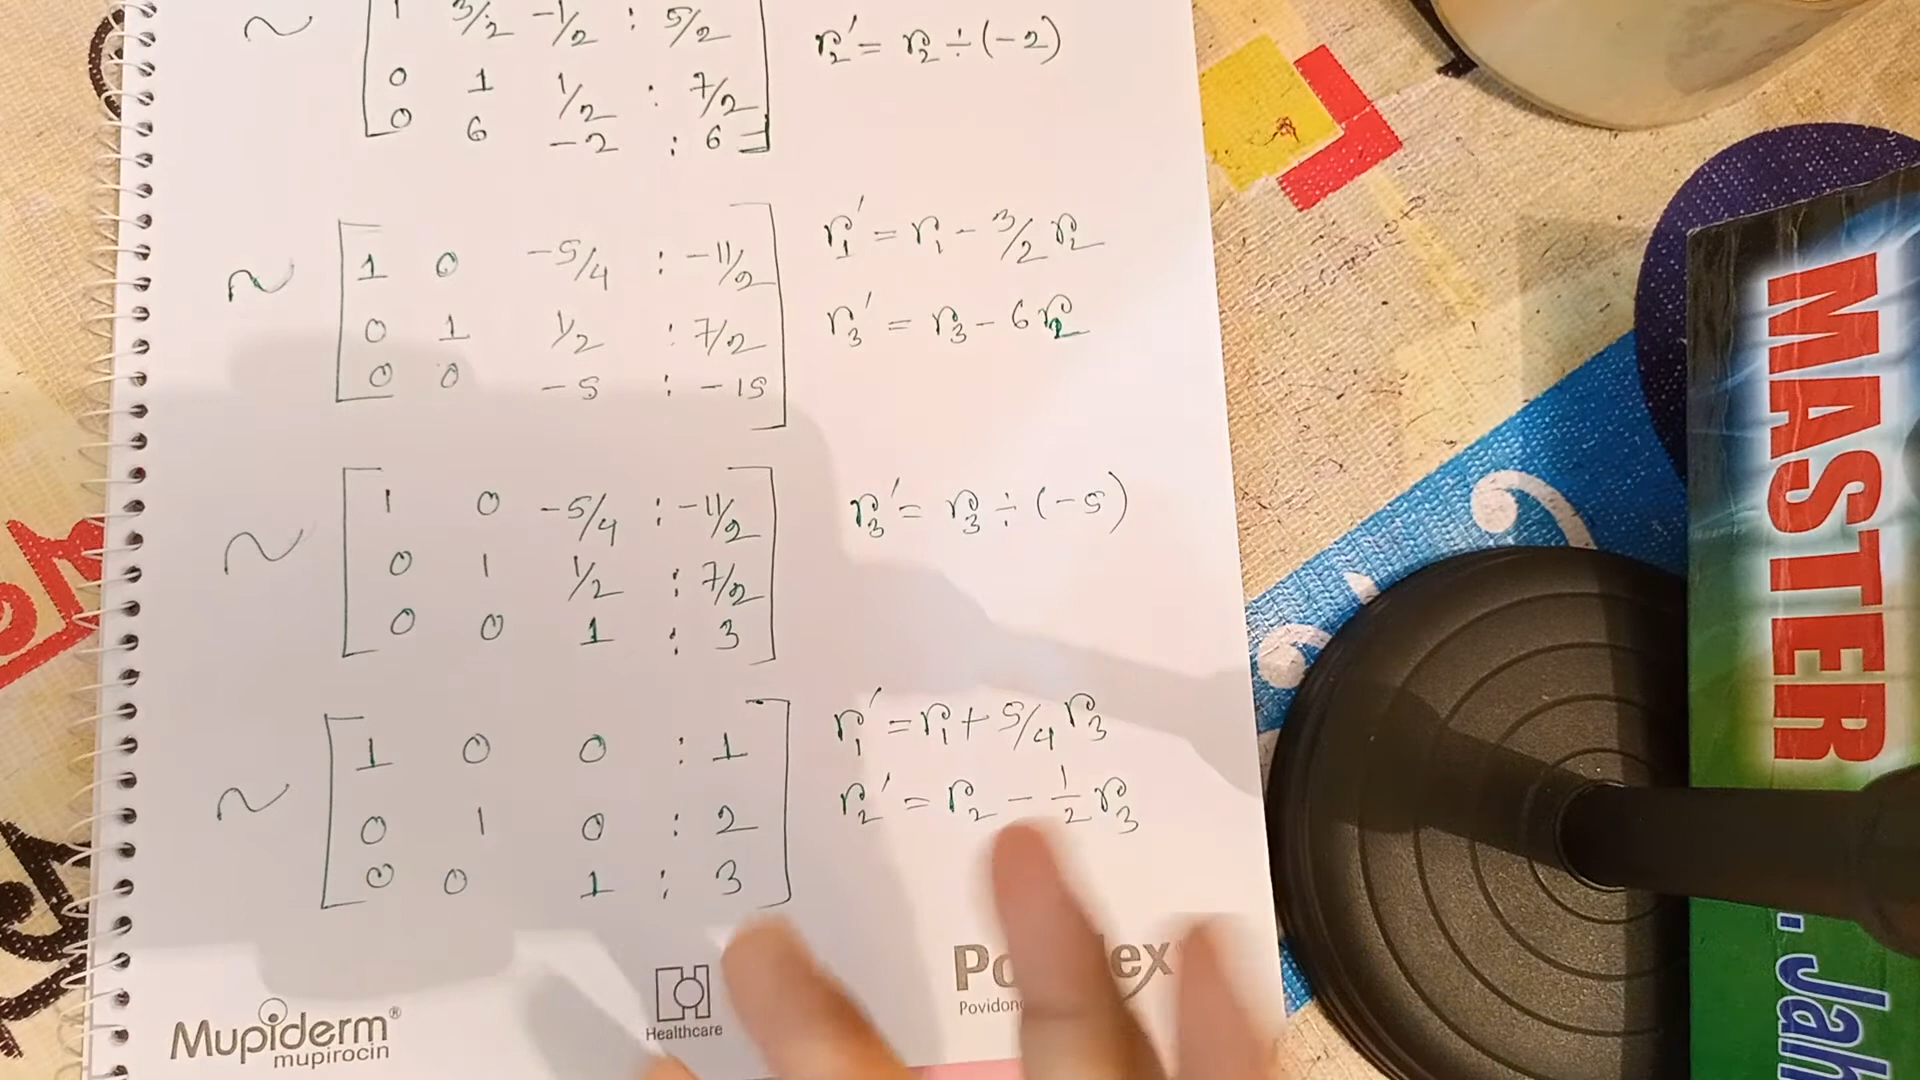 ~ [ 1 3/2 -1/2 : 5/2 r₂′ = r₂ ÷ (-2)
0 1 1/2 : 7/2
0 6 -2 : 6 ]
~ [ 1 0 -5/4 : -11/2 r₁′ = r₁ - 3/2 r₂
0 1 1/2 : 7/2 r₃′ = r₃ - 6r₂
0 0 -5 : -15 ]
~ [ 1 0 -5/4 : -11/2 r₃′ = r₃ ÷ (-5)
0 1 1/2 : 7/2
0 0 1 : 3 ]
~ [ 1 0 0 : 1 r₁′ = r₁ + 5/4 r₃
0 1 0 : 2 r₂′ = r₂ - 1/2 r₃
0 0 1 : 3 ]
Mupiderm®
mupirocin
Healthcare
MASTER